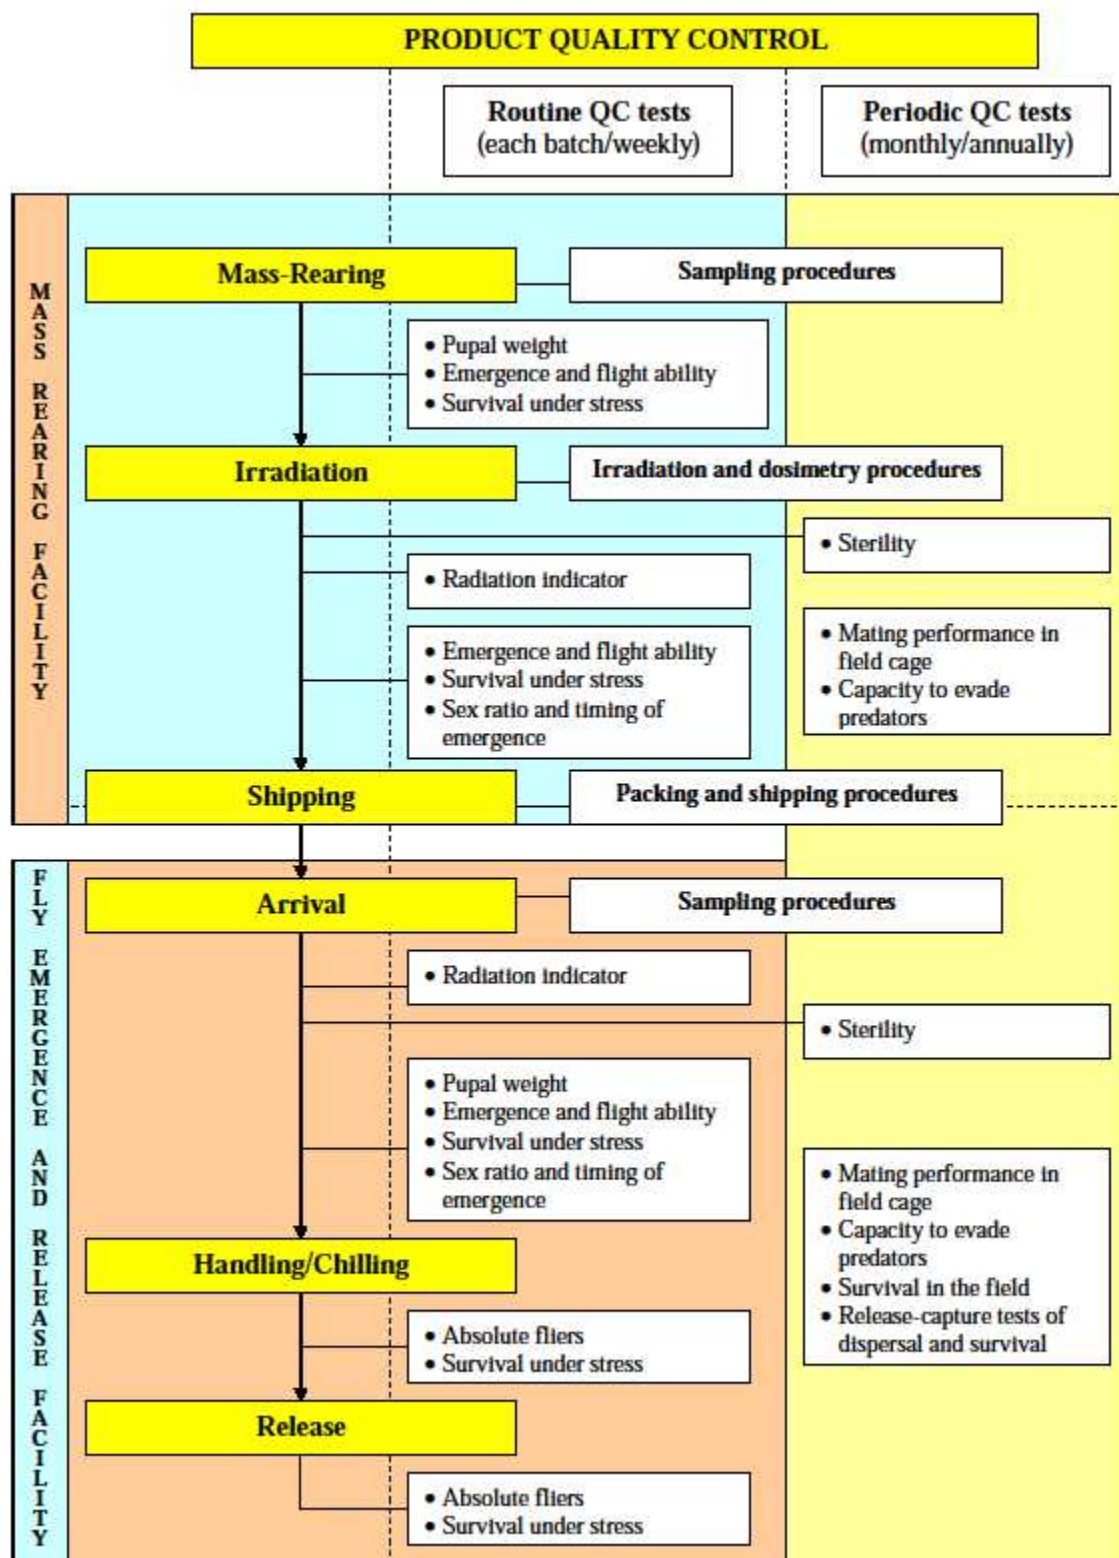 PRODUCT QUALITY CONTROL
Routine QC tests
(each batch/weekly)
Periodic QC tests
(monthly/annually)
MASS REARING FACILITY
Mass-Rearing
Sampling procedures
• Pupal weight
• Emergence and flight ability
• Survival under stress
Irradiation
Irradiation and dosimetry procedures
• Sterility
• Radiation indicator
• Emergence and flight ability
• Survival under stress
• Sex ratio and timing of
emergence
• Mating performance in
field cage
• Capacity to evade
predators
Shipping
Packing and shipping procedures
FLY EMERGENCE AND RELEASE FACILITY
Arrival
Sampling procedures
• Radiation indicator
• Sterility
• Pupal weight
• Emergence and flight ability
• Survival under stress
• Sex ratio and timing of
emergence
• Mating performance in
field cage
• Capacity to evade
predators
• Survival in the field
• Release-capture tests of
dispersal and survival
Handling/Chilling
• Absolute fliers
• Survival under stress
Release
• Absolute fliers
• Survival under stress